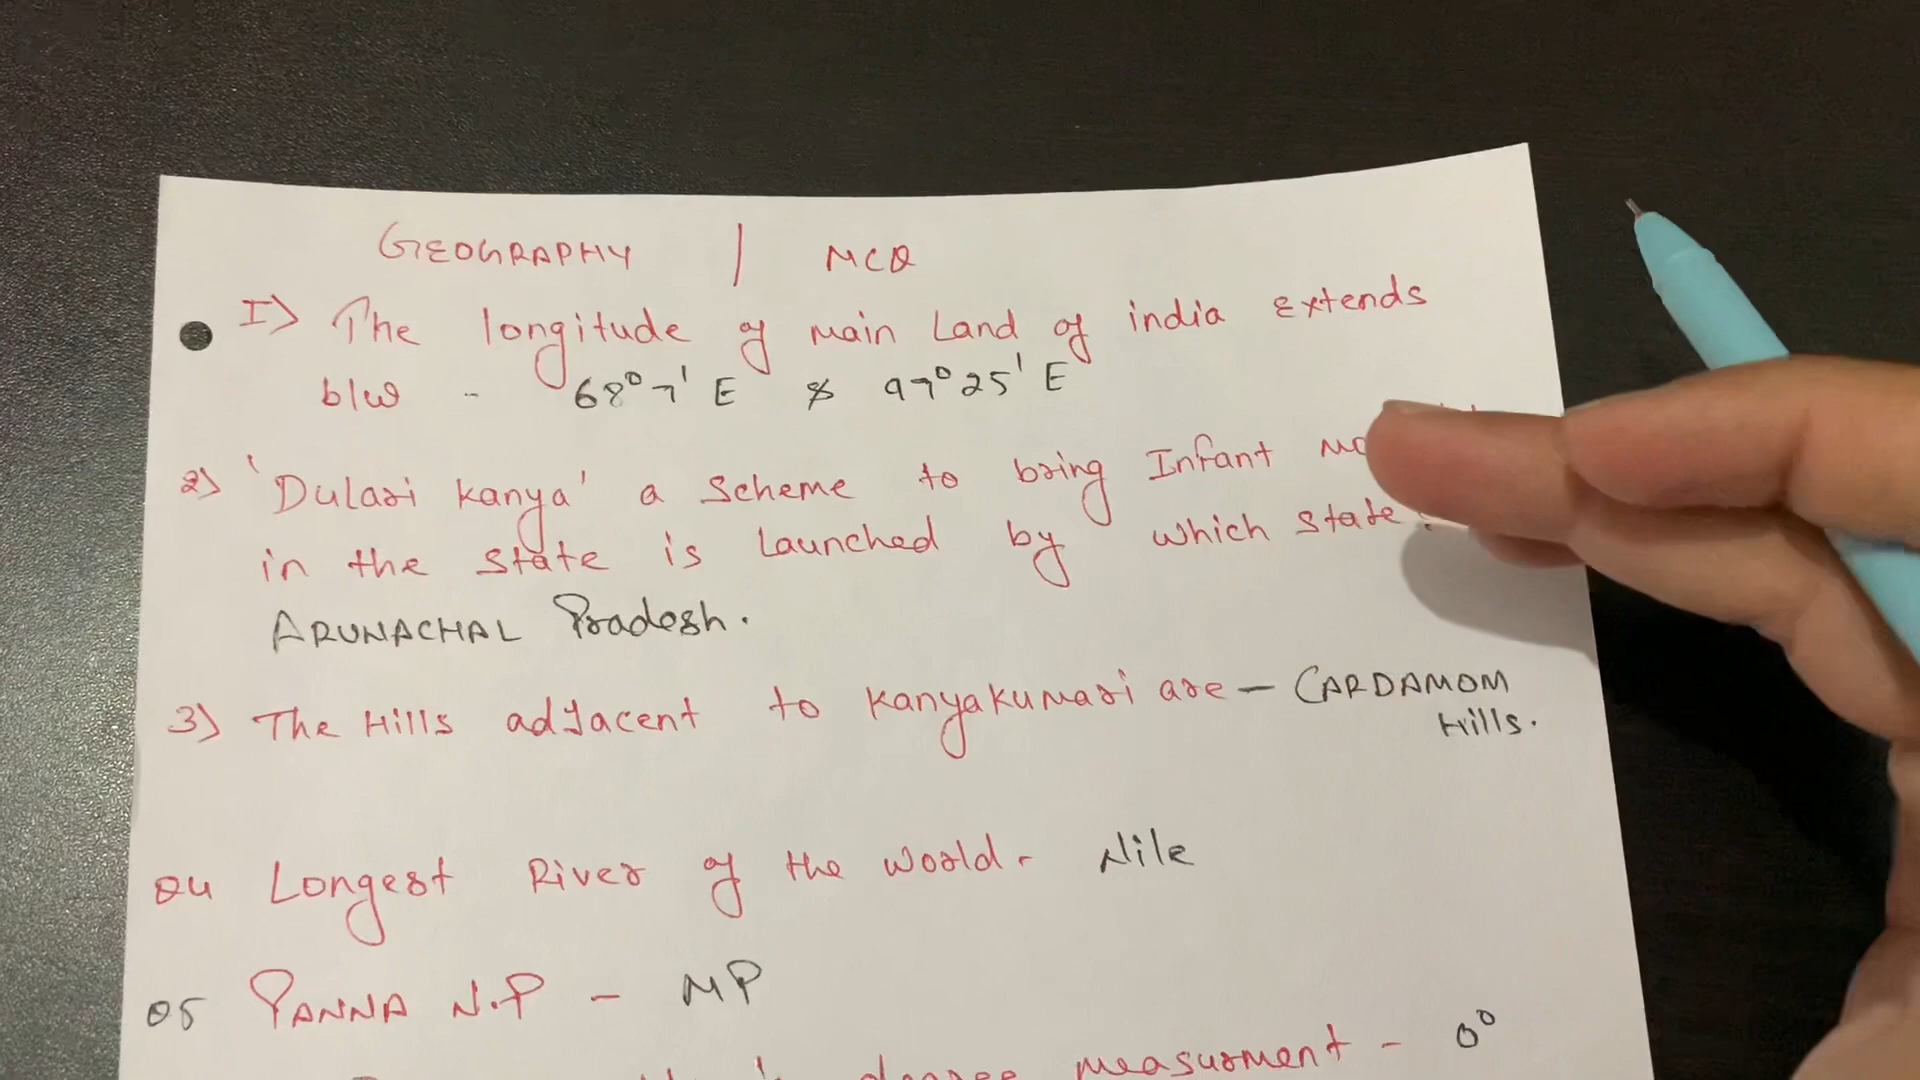 GEOGRAPHY / MCQ
I) The longitude of main Land of india extends
b/w - 68°7' E & 97°25' E
2) 'Dulari kanya' a scheme to bring Infant
in the state is launched by which state?
ARUNACHAL Pradesh.
3) The Hills adjacent to kanyakumari are - CARDAMOM
Hills.
04 Longest River of the world - Nile
05 PANNA N.P - MP
degree measurment - 0°